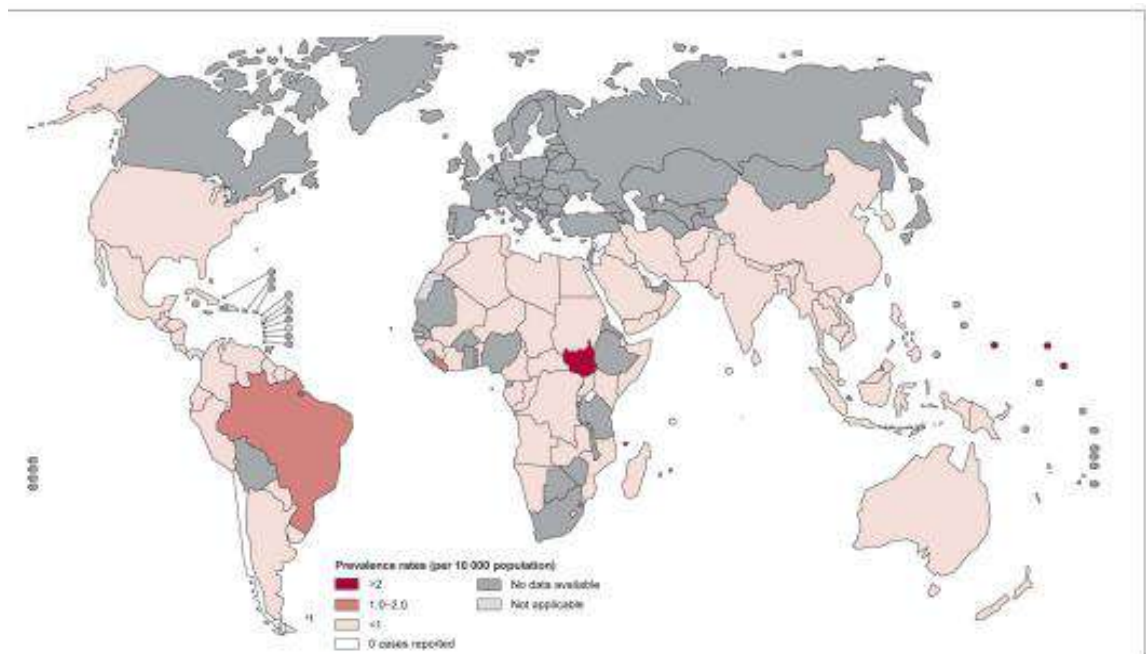 Prevalence rates (per 10 000 population)
>2
1.0–2.0
<1
0 cases reported
No data available
Not applicable